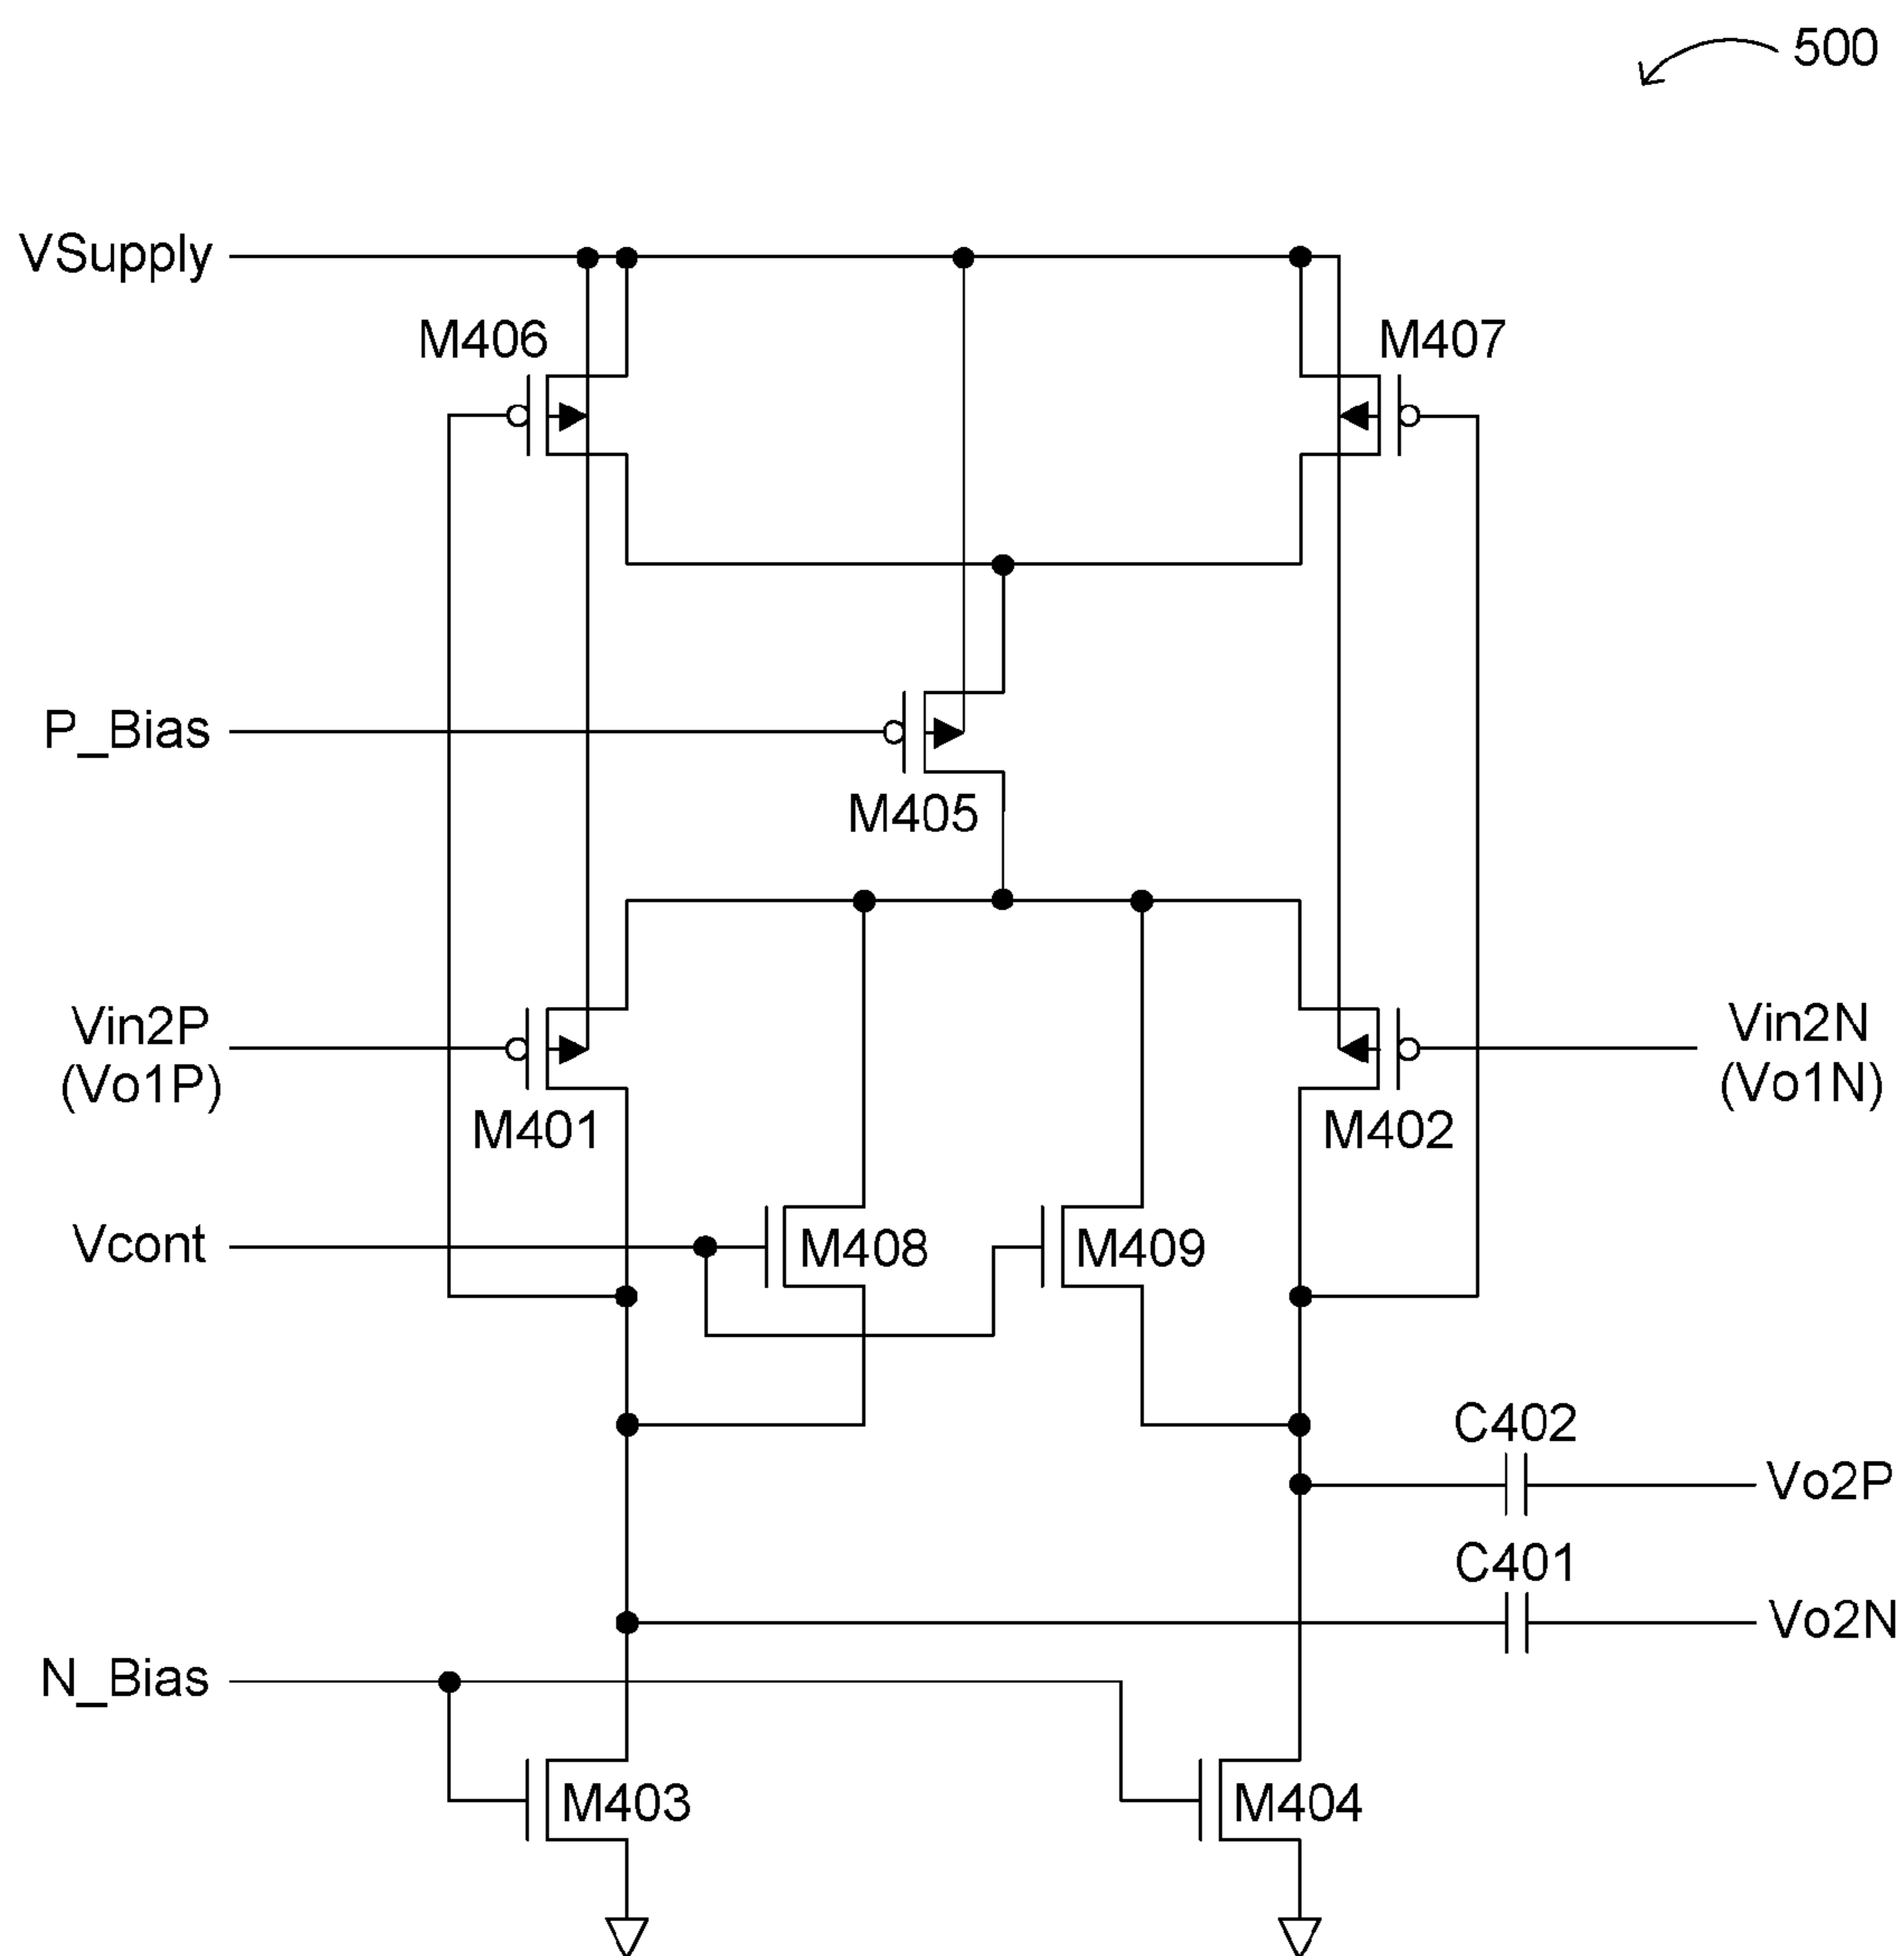 500
VSupply
M406
M407
P_Bias
M405
Vin2P
(Vo1P)
Vin2N
(Vo1N)
M401
M402
Vcont
M408
M409
C402
Vo2P
C401
Vo2N
N_Bias
M403
M404